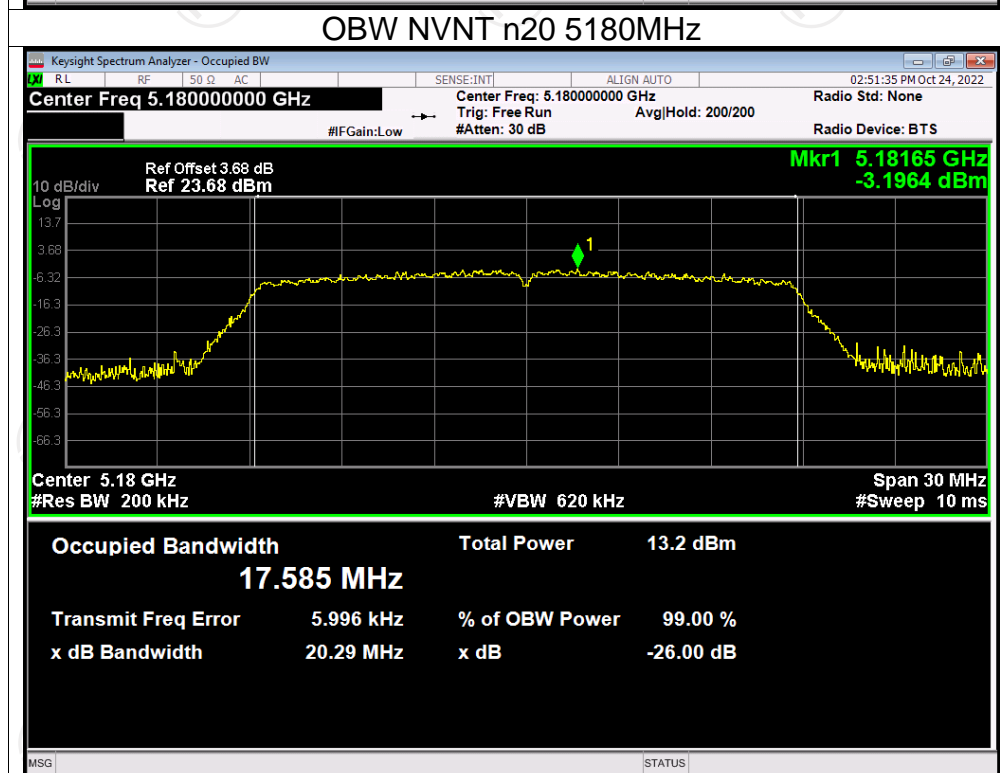 OBW NVNT n20 5180MHz
Keysight Spectrum Analyzer - Occupied BW
LXI RL RF 50 Ω AC SENSE:INT ALIGN AUTO 02:51:35 PM Oct 24, 2022
Center Freq 5.180000000 GHz Center Freq: 5.180000000 GHz Radio Std: None
Trig: Free Run Avg|Hold: 200/200
#IFGain:Low #Atten: 30 dB Radio Device: BTS
Mkr1 5.18165 GHz
Ref Offset 3.68 dB
10 dB/div Ref 23.68 dBm -3.1964 dBm
Log
13.7
1
3.68
-6.32
-16.3
-26.3
-36.3
-46.3
-56.3
-66.3
Center 5.18 GHz Span 30 MHz
#Res BW 200 kHz #VBW 620 kHz #Sweep 10 ms
Occupied Bandwidth Total Power 13.2 dBm
17.585 MHz
Transmit Freq Error 5.996 kHz % of OBW Power 99.00 %
x dB Bandwidth 20.29 MHz x dB -26.00 dB
MSG STATUS